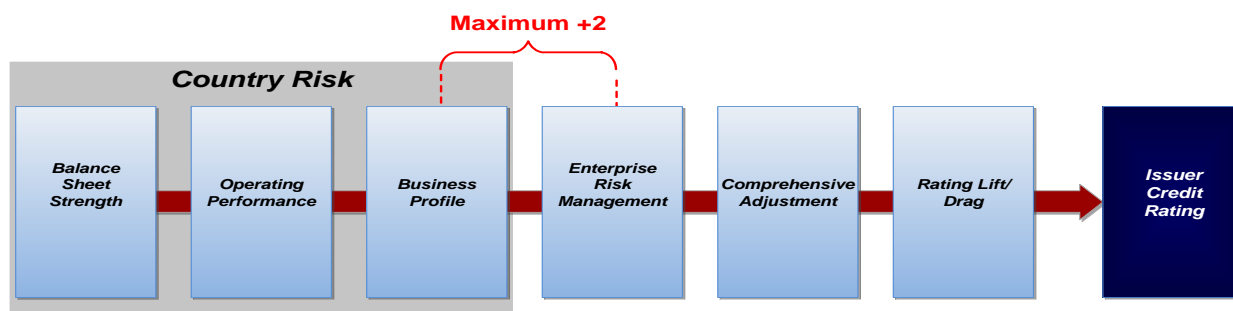 Maximum +2
Country Risk
Balance
Sheet
Strength
Operating
Performance
Business
Profile
Enterprise
Risk
Management
Comprehensive
Adjustment
Rating Lift/
Drag
Issuer
Credit
Rating